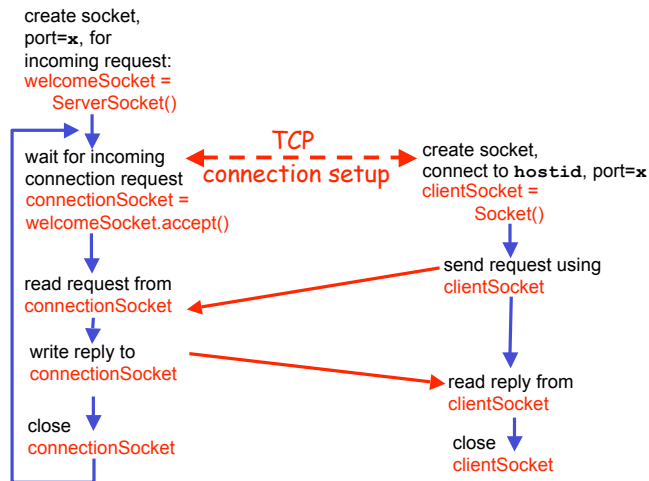 create socket,
port=x, for
incoming request:
welcomeSocket =
ServerSocket()
wait for incoming
connection request
connectionSocket =
welcomeSocket.accept()
read request from
connectionSocket
write reply to
connectionSocket
close
connectionSocket
TCP
connection setup
create socket,
connect to hostid, port=x
clientSocket =
Socket()
send request using
clientSocket
read reply from
clientSocket
close
clientSocket